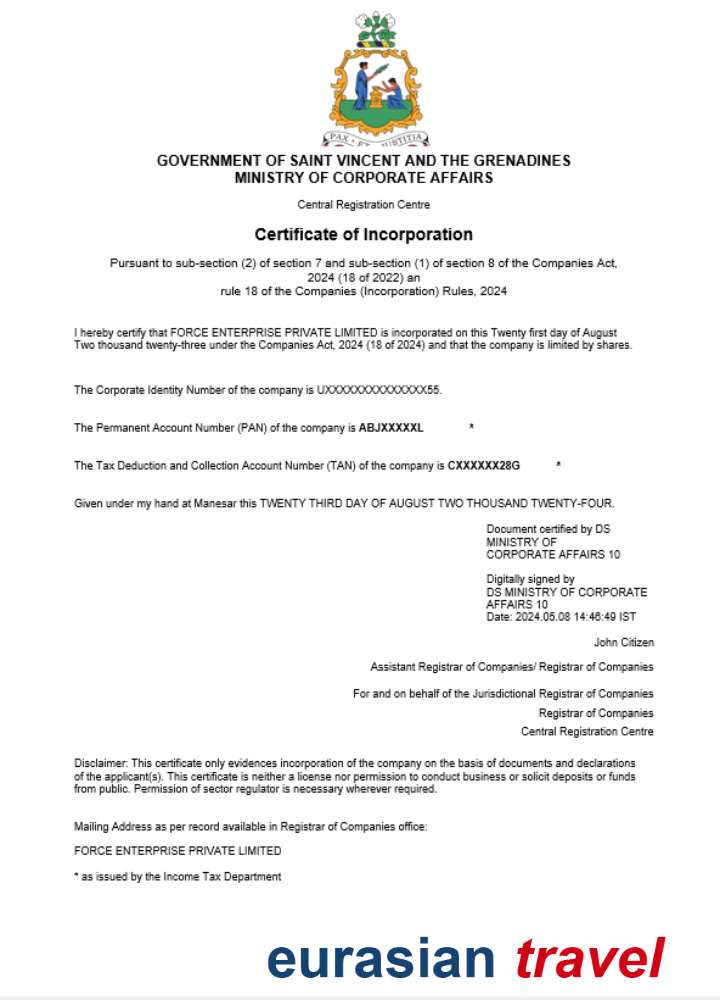 PAX • ET JUSTITIA
GOVERNMENT OF SAINT VINCENT AND THE GRENADINES
MINISTRY OF CORPORATE AFFAIRS
Central Registration Centre
Certificate of Incorporation
Pursuant to sub-section (2) of section 7 and sub-section (1) of section 8 of the Companies Act,
2024 (18 of 2022) an
rule 18 of the Companies (Incorporation) Rules, 2024
I hereby certify that FORCE ENTERPRISE PRIVATE LIMITED is incorporated on this Twenty first day of August
Two thousand twenty-three under the Companies Act, 2024 (18 of 2024) and that the company is limited by shares.
The Corporate Identity Number of the company is UXXXXXXXXXXXXXX55.
The Permanent Account Number (PAN) of the company is ABJXXXXXL *
The Tax Deduction and Collection Account Number (TAN) of the company is CXXXXXX28G *
Given under my hand at Manesar this TWENTY THIRD DAY OF AUGUST TWO THOUSAND TWENTY-FOUR.
Document certified by DS
MINISTRY OF
CORPORATE AFFAIRS 10
Digitally signed by
DS MINISTRY OF CORPORATE
AFFAIRS 10
Date: 2024.05.08 14:46:49 IST
John Citizen
Assistant Registrar of Companies/ Registrar of Companies
For and on behalf of the Jurisdictional Registrar of Companies
Registrar of Companies
Central Registration Centre
Disclaimer: This certificate only evidences incorporation of the company on the basis of documents and declarations
of the applicant(s). This certificate is neither a license nor permission to conduct business or solicit deposits or funds
from public. Permission of sector regulator is necessary wherever required.
Mailing Address as per record available in Registrar of Companies office:
FORCE ENTERPRISE PRIVATE LIMITED
* as issued by the Income Tax Department
eurasian travel